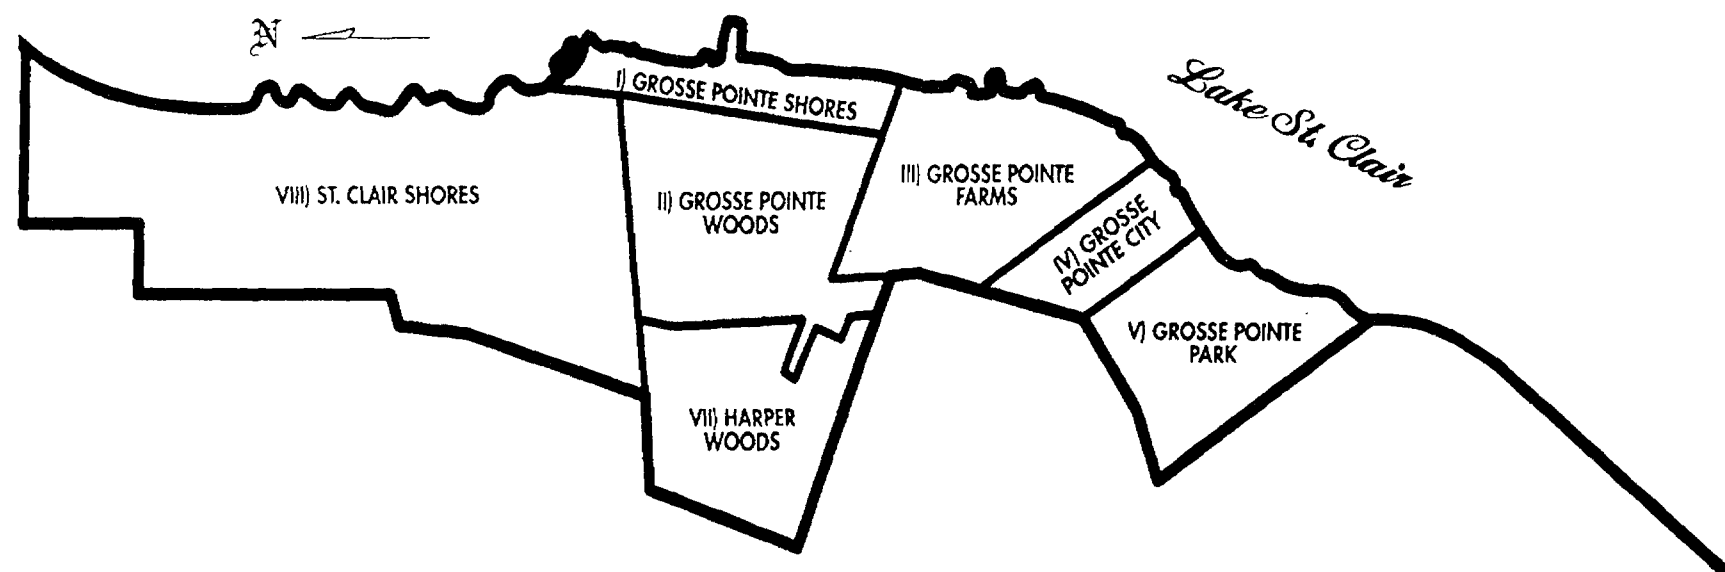 N
Lake St. Clair
I) GROSSE POINTE SHORES
VIII) ST. CLAIR SHORES
II) GROSSE POINTE
WOODS
III) GROSSE POINTE
FARMS
IV) GROSSE
POINTE CITY
V) GROSSE POINTE
PARK
VII) HARPER
WOODS